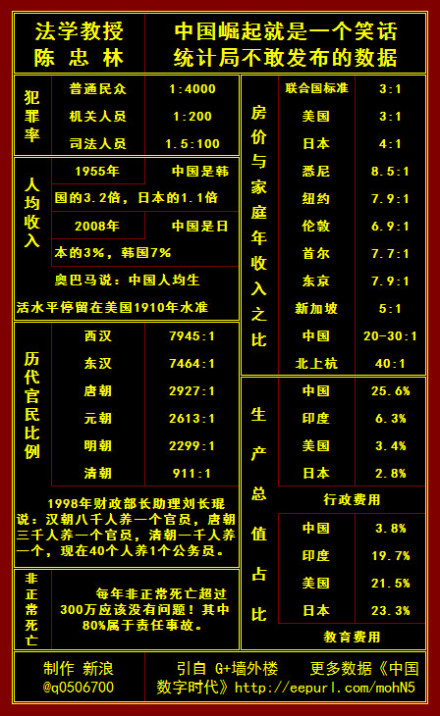 法学教授
陈忠林
中国崛起就是一个笑话
统计局不敢发布的数据
犯罪率
普通民众 1:4000
机关人员 1:200
司法人员 1.5:100
人均收入
1955年 中国是韩
国的3.2倍，日本的1.1倍
2008年 中国是日
本的3%，韩国7%
奥巴马说：中国人均生
活水平停留在美国1910年水准
历代官民比例
西汉 7945:1
东汉 7464:1
唐朝 2927:1
元朝 2613:1
明朝 2299:1
清朝 911:1
1998年财政部长助理刘长琨
说：汉朝八千人养一个官员，唐朝
三千人养一个官员，清朝一千人养
一个，现在40个人养1个公务员。
非正常死亡
每年非正常死亡超过
300万应该没有问题！其中
80%属于责任事故。
房价与家庭年收入之比
联合国标准 3:1
美国 3:1
日本 4:1
悉尼 8.5:1
纽约 7.9:1
伦敦 6.9:1
首尔 7.7:1
东京 7.9:1
新加坡 5:1
中国 20-30:1
北上杭 40:1
生产总值占比
中国 25.6%
印度 6.3%
美国 3.4%
日本 2.8%
行政费用
中国 3.8%
印度 19.7%
美国 21.5%
日本 23.3%
教育费用
制作 新浪
@q0506700
引自 G+墙外楼 更多数据《中国
数字时代》http://eepurl.com/mohN5